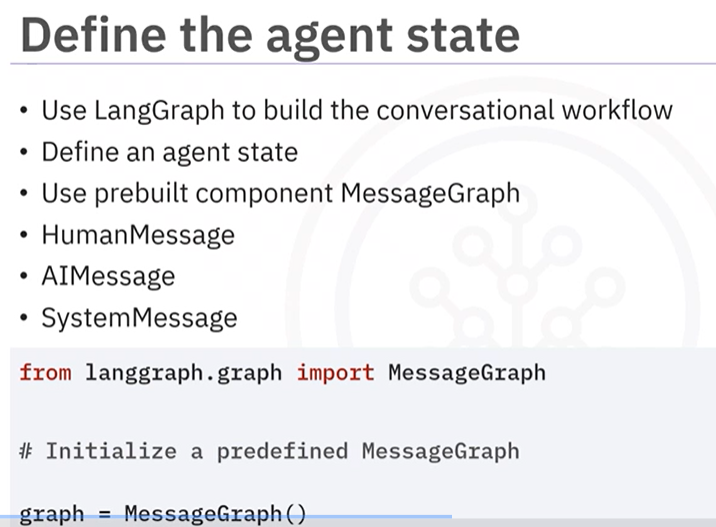 Define the agent state
• Use LangGraph to build the conversational workflow
• Define an agent state
• Use prebuilt component MessageGraph
• HumanMessage
• AIMessage
• SystemMessage
from langgraph.graph import MessageGraph
# Initialize a predefined MessageGraph
graph = MessageGraph()